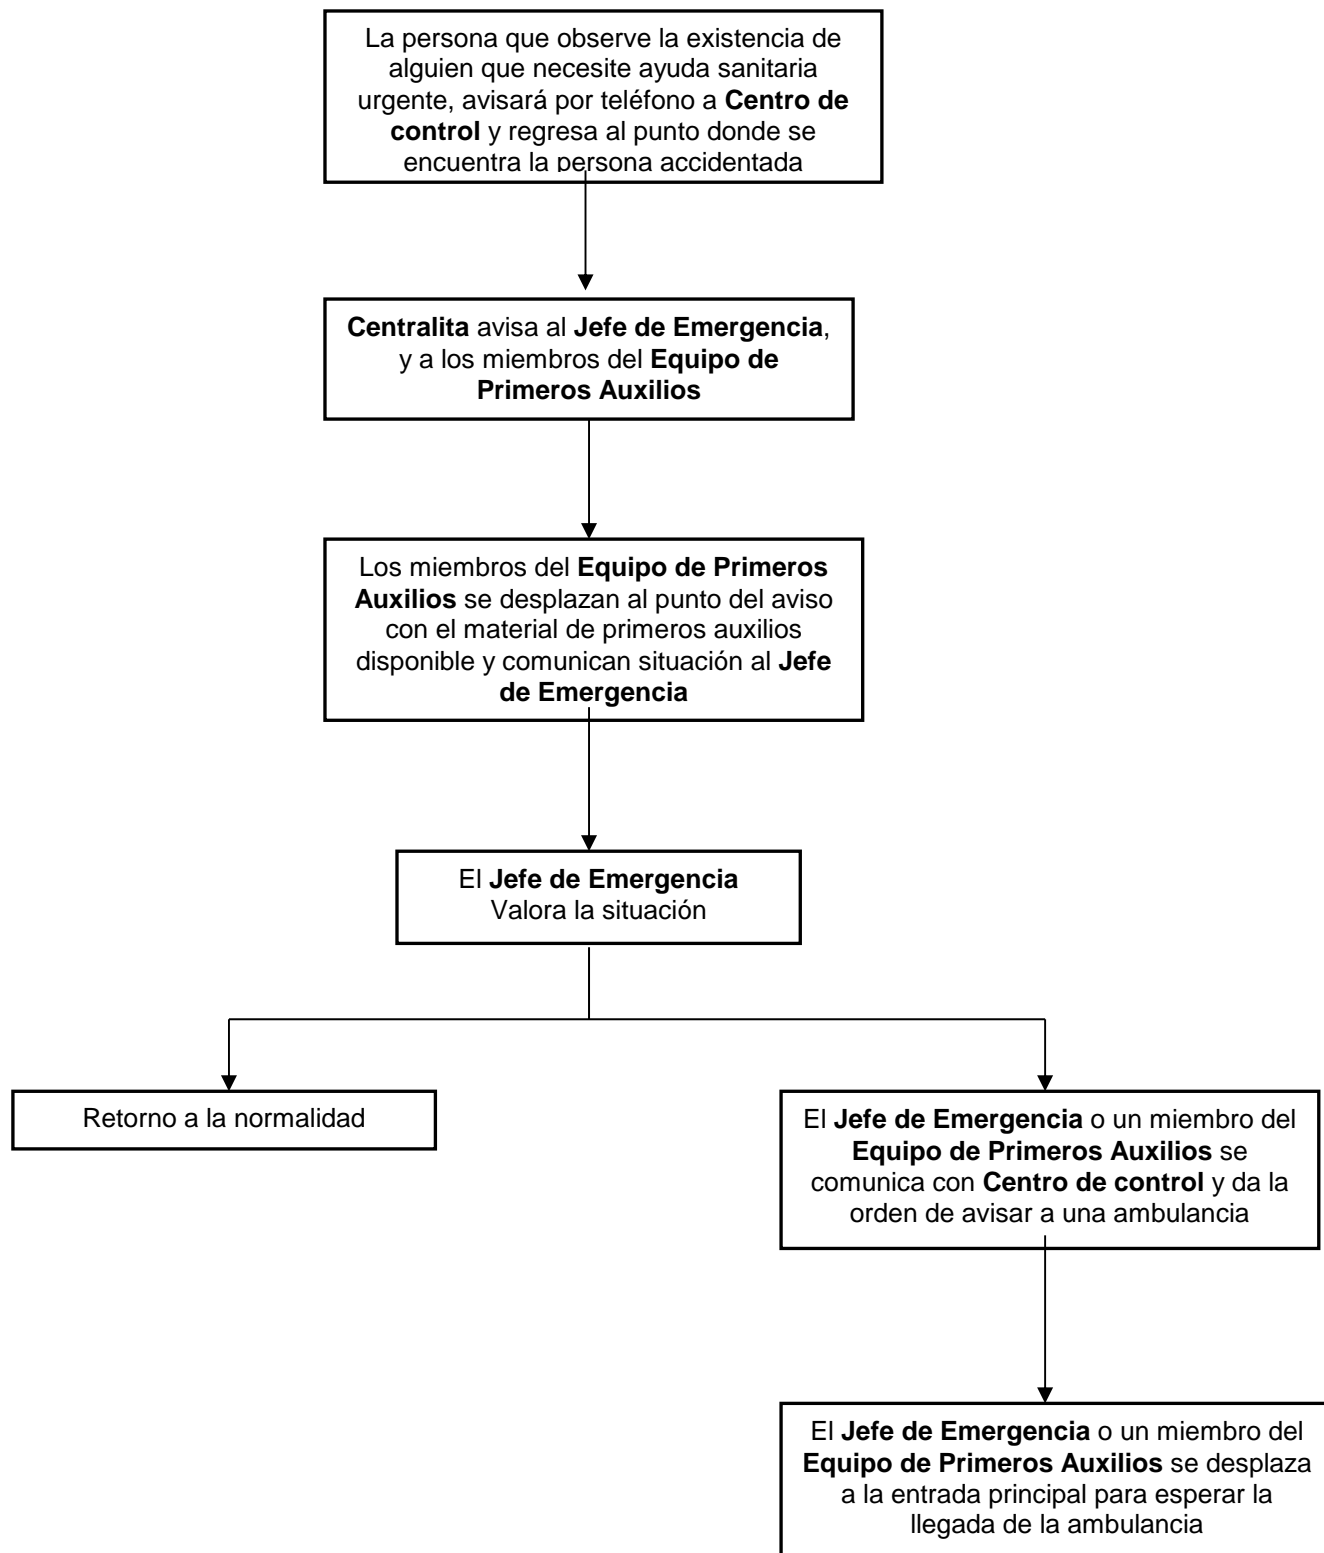 La persona que observe la existencia de
alguien que necesite ayuda sanitaria
urgente, avisará por teléfono a Centro de
control y regresa al punto donde se
encuentra la persona accidentada
Centralita avisa al Jefe de Emergencia,
y a los miembros del Equipo de
Primeros Auxilios
Los miembros del Equipo de Primeros
Auxilios se desplazan al punto del aviso
con el material de primeros auxilios
disponible y comunican situación al Jefe
de Emergencia
El Jefe de Emergencia
Valora la situación
Retorno a la normalidad
El Jefe de Emergencia o un miembro del
Equipo de Primeros Auxilios se
comunica con Centro de control y da la
orden de avisar a una ambulancia
El Jefe de Emergencia o un miembro del
Equipo de Primeros Auxilios se desplaza
a la entrada principal para esperar la
llegada de la ambulancia